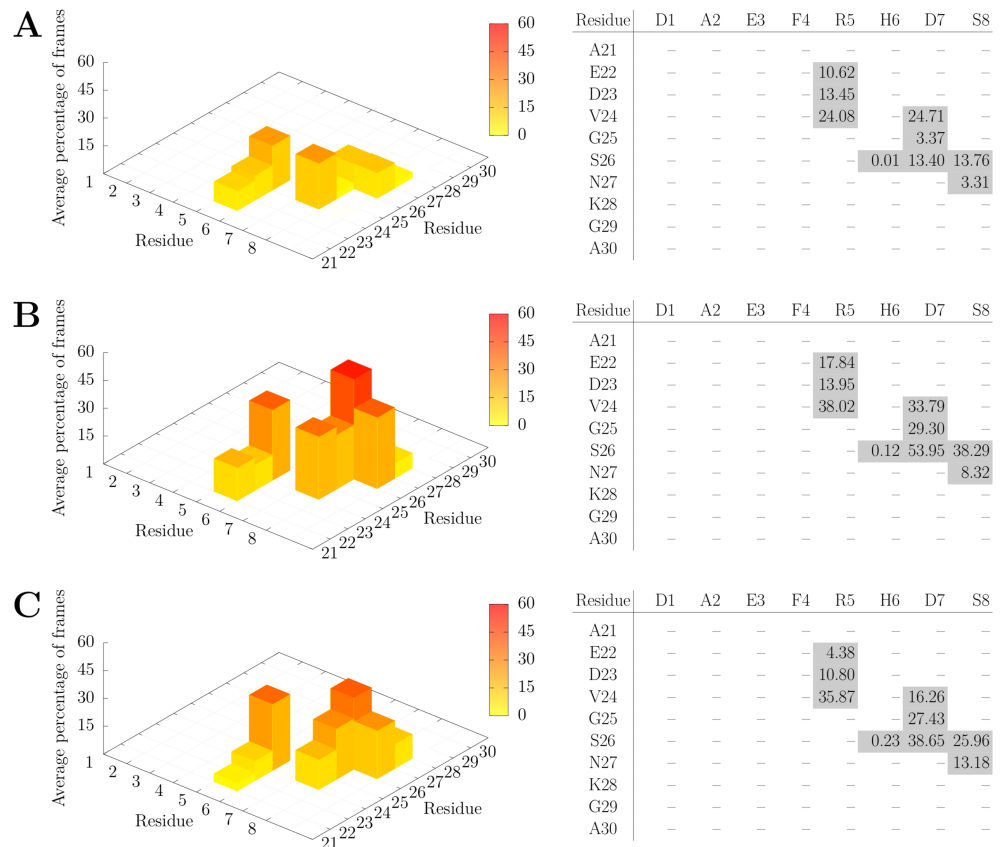 A
Average percentage of frames
60
45
30
15
1
2
3
4
5
6
7
8
Residue
21
22
23
24
25
26
27
28
29
30
Residue
60
45
30
15
0
Residue D1 A2 E3 F4 R5 H6 D7 S8
A21 – – – – – – – –
E22 – – – – 10.62 – – –
D23 – – – – 13.45 – – –
V24 – – – – 24.08 – 24.71 –
G25 – – – – – – 3.37 –
S26 – – – – – 0.01 13.40 13.76
N27 – – – – – – – 3.31
K28 – – – – – – – –
G29 – – – – – – – –
A30 – – – – – – – –
B
Average percentage of frames
60
45
30
15
1
2
3
4
5
6
7
8
Residue
21
22
23
24
25
26
27
28
29
30
Residue
60
45
30
15
0
Residue D1 A2 E3 F4 R5 H6 D7 S8
A21 – – – – – – – –
E22 – – – – 17.84 – – –
D23 – – – – 13.95 – – –
V24 – – – – 38.02 – 33.79 –
G25 – – – – – – 29.30 –
S26 – – – – – 0.12 53.95 38.29
N27 – – – – – – – 8.32
K28 – – – – – – – –
G29 – – – – – – – –
A30 – – – – – – – –
C
Average percentage of frames
60
45
30
15
1
2
3
4
5
6
7
8
Residue
21
22
23
24
25
26
27
28
29
30
Residue
60
45
30
15
0
Residue D1 A2 E3 F4 R5 H6 D7 S8
A21 – – – – – – – –
E22 – – – – 4.38 – – –
D23 – – – – 10.80 – – –
V24 – – – – 35.87 – 16.26 –
G25 – – – – – – 27.43 –
S26 – – – – – 0.23 38.65 25.96
N27 – – – – – – – 13.18
K28 – – – – – – – –
G29 – – – – – – – –
A30 – – – – – – – –